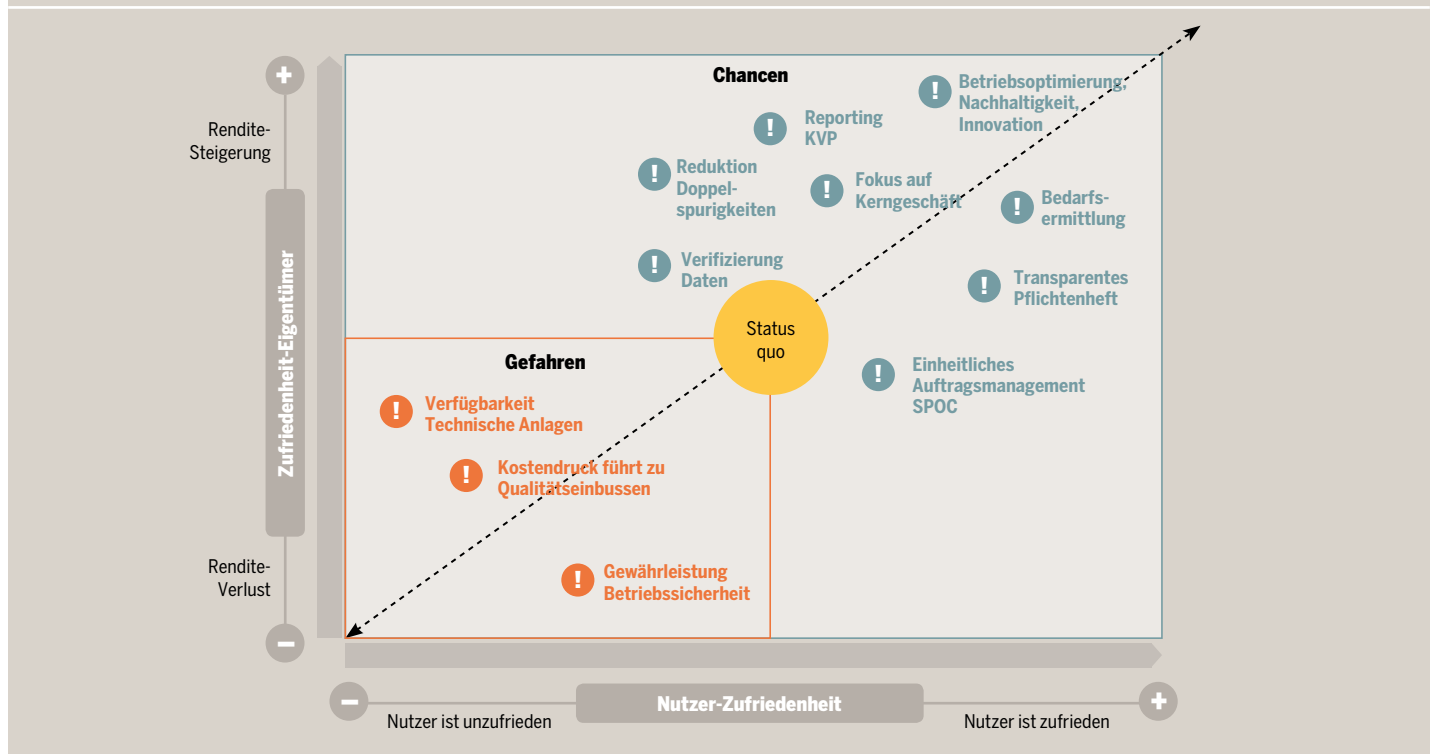 Chancen
Betriebsoptimierung,
Nachhaltigkeit,
Innovation
Reporting
KVP
Reduktion
Doppel-
spurigkeiten
Fokus auf
Kerngeschäft
Bedarfs-
ermittlung
Verifizierung
Daten
Transparentes
Pflichtenheft
Status
quo
Einheitliches
Auftragsmanagement
SPOC
Gefahren
Verfügbarkeit
Technische Anlagen
Kostendruck führt zu
Qualitätseinbussen
Gewährleistung
Betriebssicherheit
+
Rendite-
Steigerung
Zufriedenheit-Eigentümer
Rendite-
Verlust
−
−
Nutzer ist unzufrieden
Nutzer-Zufriedenheit
Nutzer ist zufrieden
+